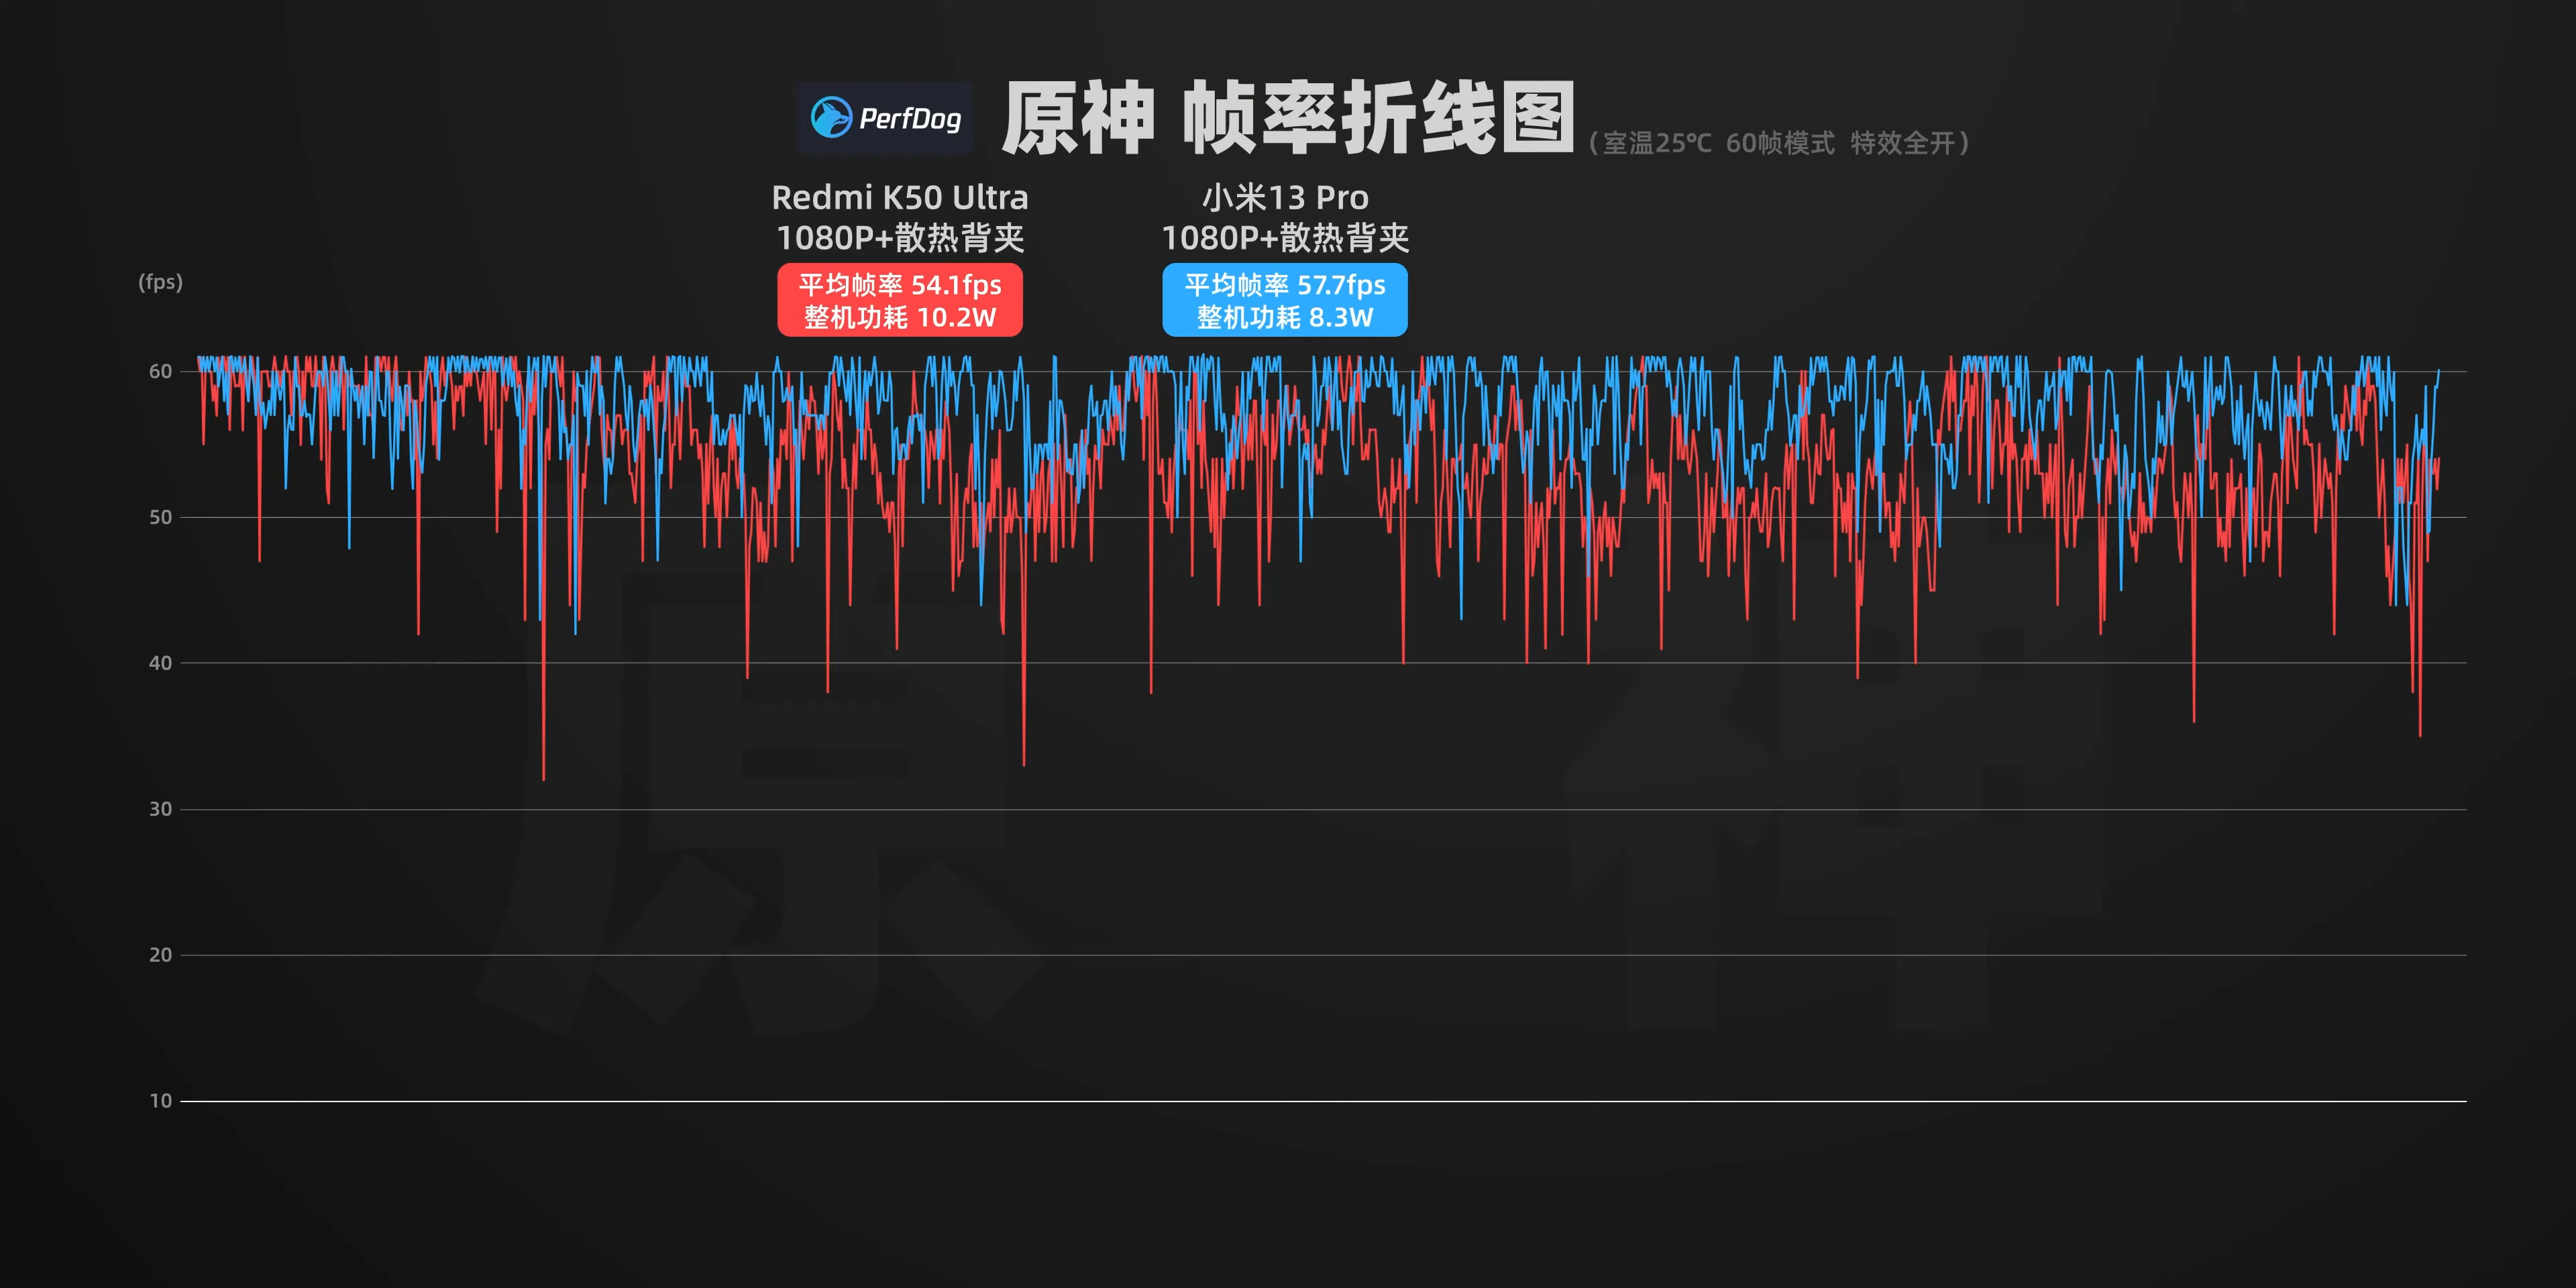 PerfDog 原神 帧率折线图 (室温25℃ 60帧模式 特效全开)
Redmi K50 Ultra
1080P+散热背夹
平均帧率 54.1fps
整机功耗 10.2W
小米13 Pro
1080P+散热背夹
平均帧率 57.7fps
整机功耗 8.3W
(fps)
60
50
40
30
20
10
原神